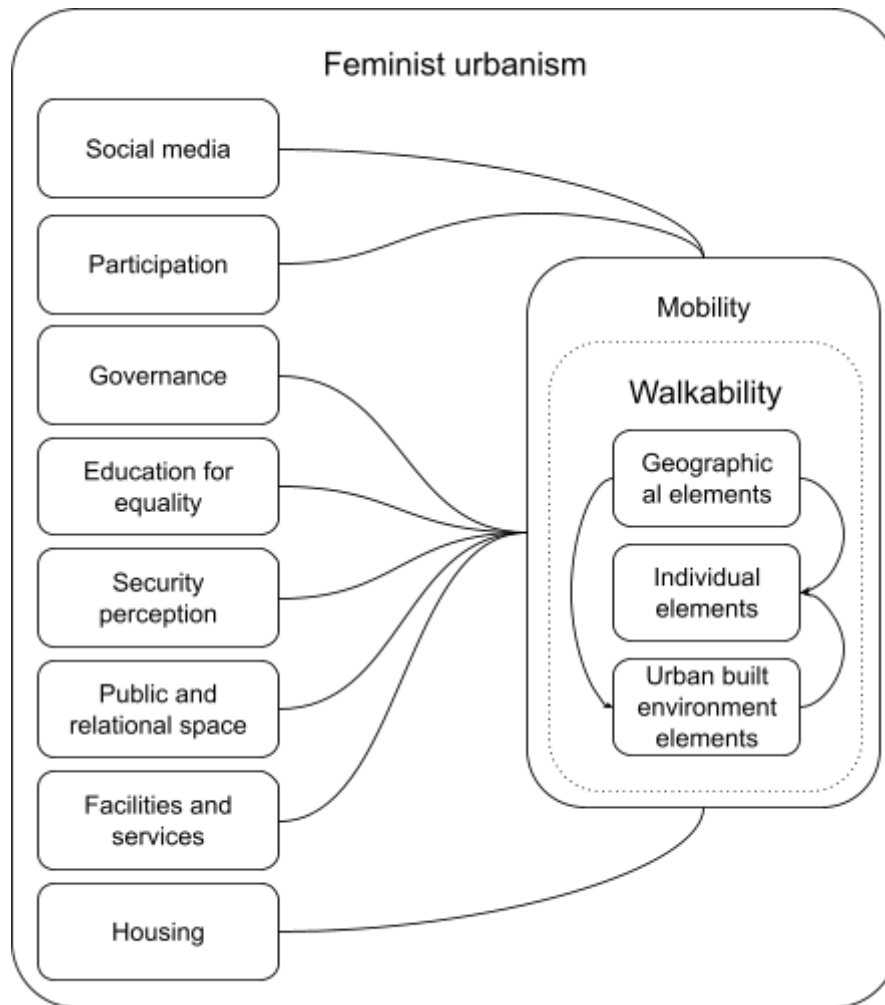 Feminist urbanism
Social media
Participation
Governance
Education for
equality
Security
perception
Public and
relational space
Facilities and
services
Housing
Mobility
Walkability
Geographic
al elements
Individual
elements
Urban built
environment
elements